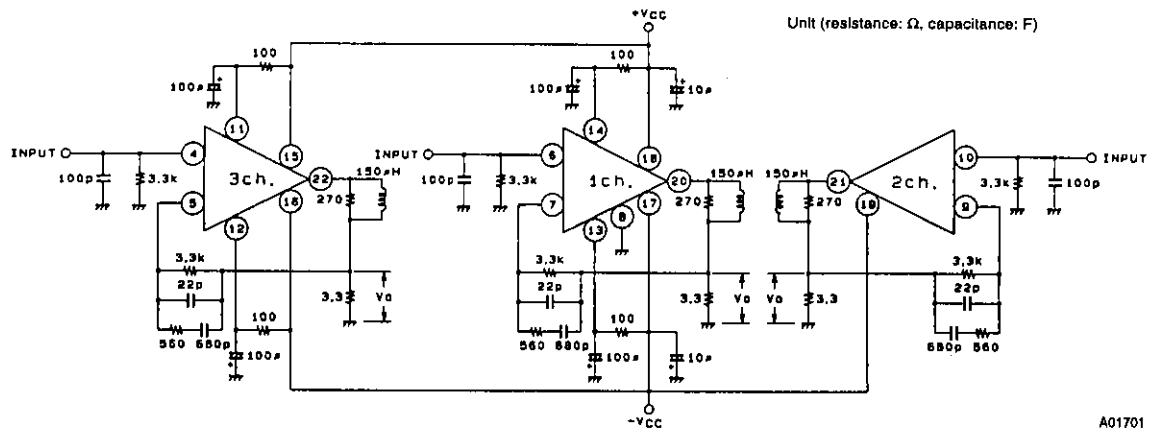 Unit (resistance: Ω, capacitance: F)
+VCC
100
100μ
+
11
15
INPUT
4
100p
3.3k
5
3ch.
22
16
12
150μH
270
3.3k
22p
560
680p
100
100μ
+
3.3
Vo
100
100μ
+
10μ
+
14
18
INPUT
6
100p
3.3k
7
1ch.
20
17
8
13
150μH
270
3.3k
22p
560
680p
100
100μ
+
10μ
+
3.3
Vo
150μH
270
21
2ch.
19
10
INPUT
3.3k
100p
9
3.3k
22p
680p
560
Vo
3.3
-VCC
A01701